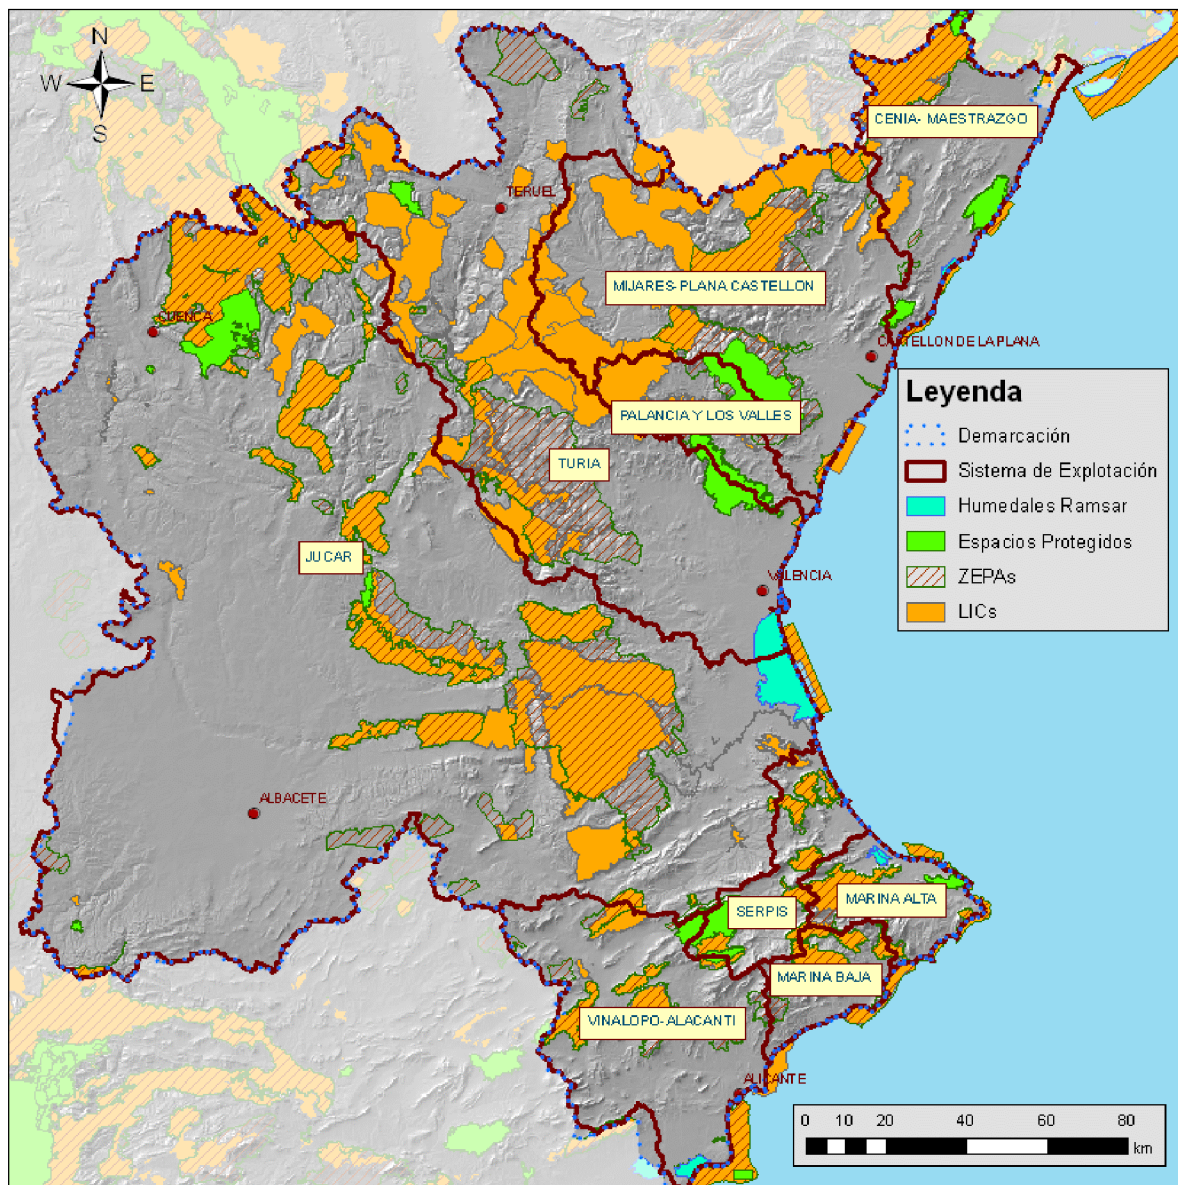 N
W E
S
CENIA- MAESTRAZGO
TERUEL
MIJARES-PLANA CASTELLON
CUENCA
CASTELLON DE LA PLANA
PALANCIA Y LOS VALLES
TURIA
JUCAR
VALENCIA
ALBACETE
SERPIS
MARINA ALTA
MARINA BAJA
VINALOPO-ALACANTI
ALICANTE
Leyenda
Demarcación
Sistema de Explotación
Humedales Ramsar
Espacios Protegidos
ZEPAs
LICs
0 10 20 40 60 80
km